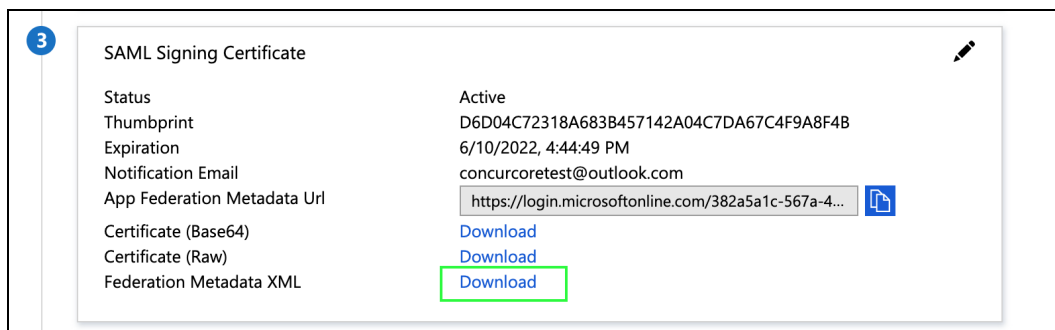 3
SAML Signing Certificate
Status Active
Thumbprint D6D04C72318A683B457142A04C7DA67C4F9A8F4B
Expiration 6/10/2022, 4:44:49 PM
Notification Email concurcoretest@outlook.com
App Federation Metadata Url https://login.microsoftonline.com/382a5a1c-567a-4...
Certificate (Base64) Download
Certificate (Raw) Download
Federation Metadata XML Download